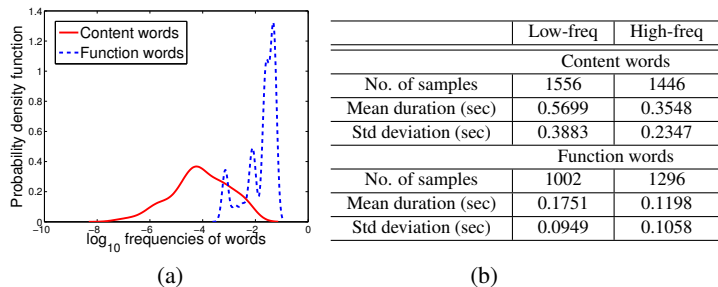 Probability density function
1.4
1.2
1
0.8
0.6
0.4
0.2
0
Content words
Function words
−10 −8 −6 −4 −2 0
log10 frequencies of words
(a)
Low-freq High-freq
Content words
No. of samples 1556 1446
Mean duration (sec) 0.5699 0.3548
Std deviation (sec) 0.3883 0.2347
Function words
No. of samples 1002 1296
Mean duration (sec) 0.1751 0.1198
Std deviation (sec) 0.0949 0.1058
(b)